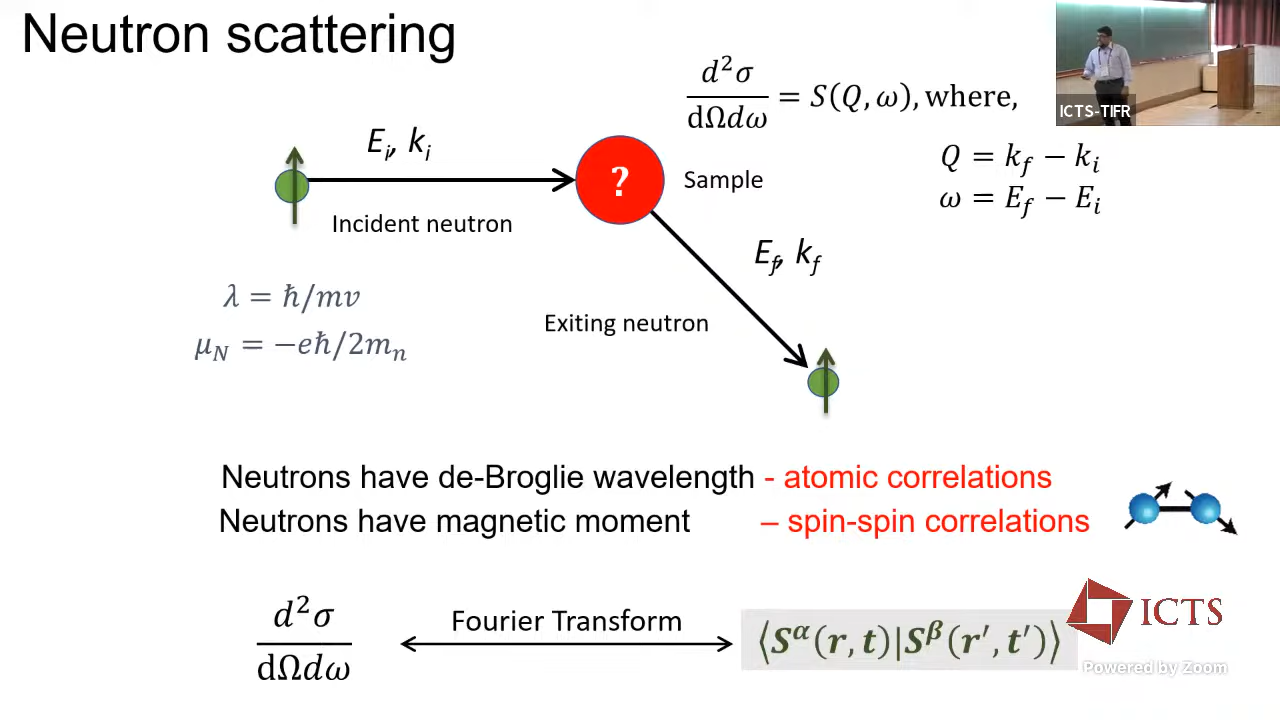 Neutron scattering
d²σ/dΩdω = S(Q, ω), where,
ICTS-TIFR
Q = k_f − k_i
ω = E_f − E_i
E_i, k_i
?
Sample
Incident neutron
E_f, k_f
λ = ħ/mv
μ_N = −eħ/2m_n
Exiting neutron
Neutrons have de-Broglie wavelength - atomic correlations
Neutrons have magnetic moment – spin-spin correlations
d²σ/dΩdω
Fourier Transform
⟨S^α(r, t)|S^β(r′, t′)⟩
ICTS
Powered by Zoom